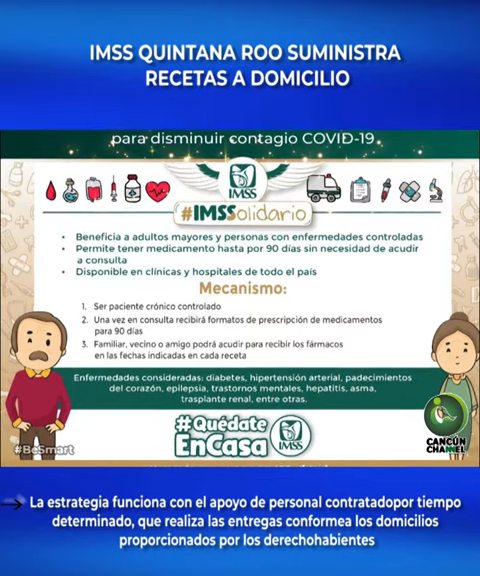 IMSS QUINTANA ROO SUMINISTRA
RECETAS A DOMICILIO
para disminuir contagio COVID-19.
IMSS
#IMSSolidario
• Beneficia a adultos mayores y personas con enfermedades controladas
• Permite tener medicamento hasta por 90 días sin necesidad de acudir
a consulta
• Disponible en clínicas y hospitales de todo el país
Mecanismo:
1. Ser paciente crónico controlado
2. Una vez en consulta recibirá formatos de prescripción de medicamentos
para 90 días
3. Familiar, vecino o amigo podrá acudir para recibir los fármacos
en las fechas indicadas en cada receta
Enfermedades consideradas: diabetes, hipertensión arterial, padecimientos
del corazón, epilepsia, trastornos mentales, hepatitis, asma,
trasplante renal, entre otras.
#Quédate
EnCasa
IMSS
#BeSmart
CANCÚN
CHANNEL
La estrategia funciona con el apoyo de personal contratadopor tiempo
determinado, que realiza las entregas conformea los domicilios
proporcionados por los derechohabientes